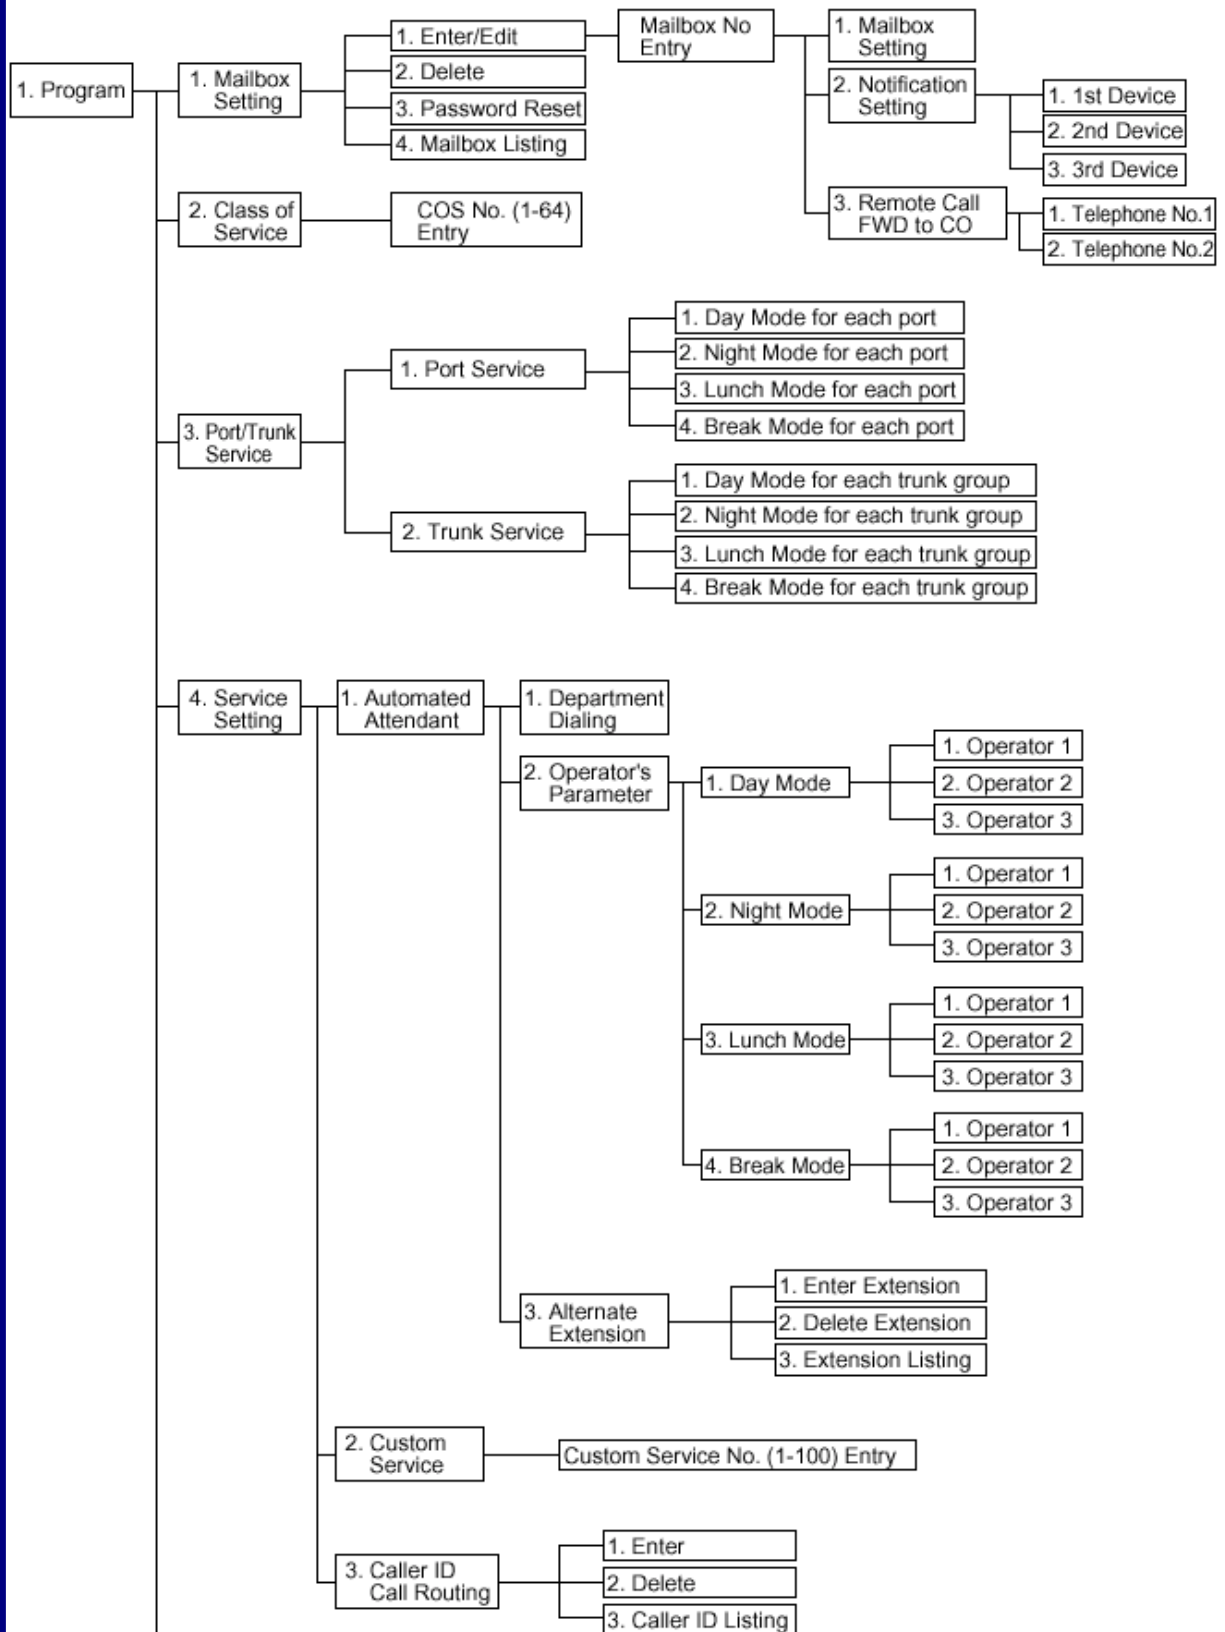 1. Program
1. Mailbox
Setting
1. Enter/Edit
2. Delete
3. Password Reset
4. Mailbox Listing
Mailbox No
Entry
1. Mailbox
Setting
2. Notification
Setting
1. 1st Device
2. 2nd Device
3. 3rd Device
3. Remote Call
FWD to CO
1. Telephone No.1
2. Telephone No.2
2. Class of
Service
COS No. (1-64)
Entry
3. Port/Trunk
Service
1. Port Service
1. Day Mode for each port
2. Night Mode for each port
3. Lunch Mode for each port
4. Break Mode for each port
2. Trunk Service
1. Day Mode for each trunk group
2. Night Mode for each trunk group
3. Lunch Mode for each trunk group
4. Break Mode for each trunk group
4. Service
Setting
1. Automated
Attendant
1. Department
Dialing
2. Operator's
Parameter
1. Day Mode
1. Operator 1
2. Operator 2
3. Operator 3
2. Night Mode
1. Operator 1
2. Operator 2
3. Operator 3
3. Lunch Mode
1. Operator 1
2. Operator 2
3. Operator 3
4. Break Mode
1. Operator 1
2. Operator 2
3. Operator 3
3. Alternate
Extension
1. Enter Extension
2. Delete Extension
3. Extension Listing
2. Custom
Service
Custom Service No. (1-100) Entry
3. Caller ID
Call Routing
1. Enter
2. Delete
3. Caller ID Listing